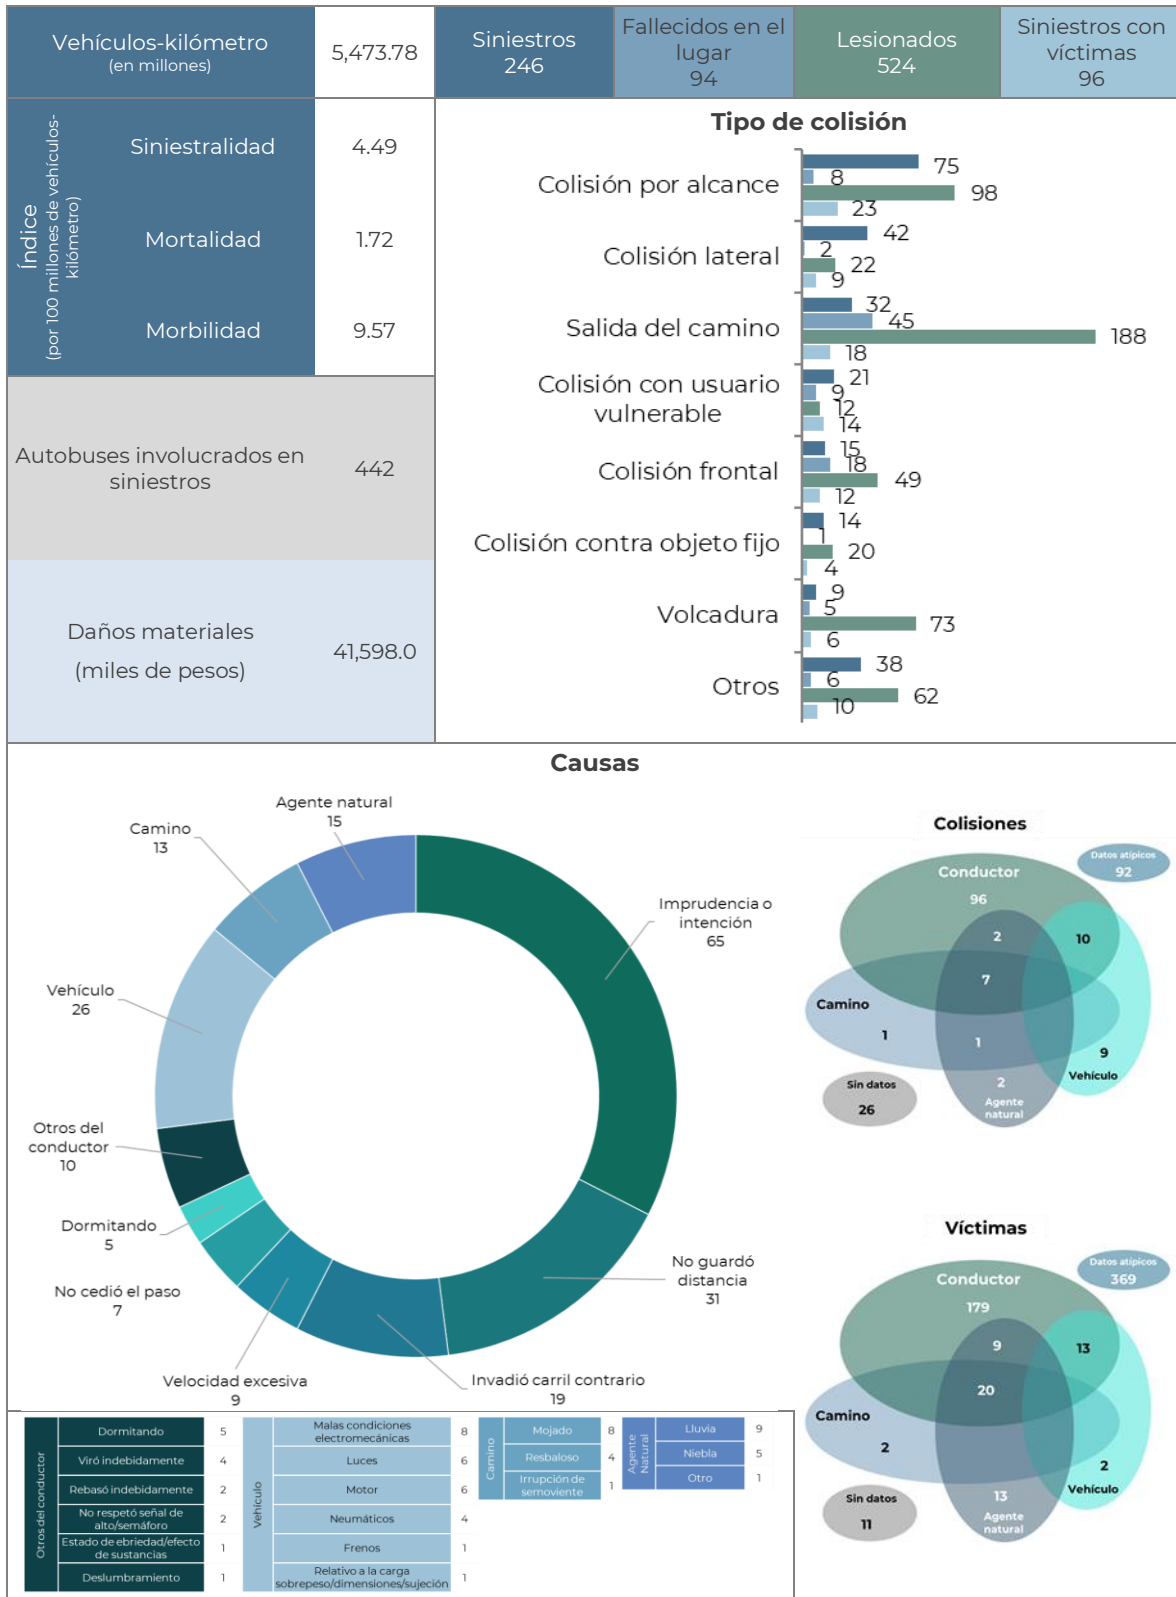 Vehículos-kilómetro
(en millones)
5,473.78
Siniestros
246
Fallecidos en el
lugar
94
Lesionados
524
Siniestros con
víctimas
96
Índice
(por 100 millones de vehículos-
kilómetro)
Siniestralidad
4.49
Mortalidad
1.72
Morbilidad
9.57
Autobuses involucrados en
siniestros
442
Daños materiales
(miles de pesos)
41,598.0
Tipo de colisión
Colisión por alcance
75
8
98
23
Colisión lateral
42
2
22
9
Salida del camino
32
45
188
18
Colisión con usuario
vulnerable
21
9
12
14
Colisión frontal
15
18
49
12
Colisión contra objeto fijo
14
1
20
4
Volcadura
9
5
73
6
Otros
38
6
62
10
Causas
Agente natural
15
Camino
13
Imprudencia o
intención
65
Vehículo
26
Otros del
conductor
10
Dormitando
5
No cedió el paso
7
Velocidad excesiva
9
Invadió carril contrario
19
No guardó
distancia
31
Colisiones
Datos atípicos
92
Conductor
96
2
10
7
Camino
1
1
9
Vehículo
2
Agente
natural
Sin datos
26
Víctimas
Datos atípicos
369
Conductor
179
9
13
20
Camino
2
2
Vehículo
13
Agente
natural
Sin datos
11
Otros del conductor
Dormitando 5
Viró indebidamente 4
Rebasó indebidamente 2
No respetó señal de
alto/semáforo 2
Estado de ebriedad/efecto
de sustancias 1
Deslumbramiento 1
Vehículo
Malas condiciones
electromecánicas 8
Luces 6
Motor 6
Neumáticos 4
Frenos 1
Relativo a la carga
sobrepeso/dimensiones/sujeción 1
Camino
Mojado 8
Resbaloso 4
Irrupción de
semoviente 1
Agente
Natural
Lluvia 9
Niebla 5
Otro 1